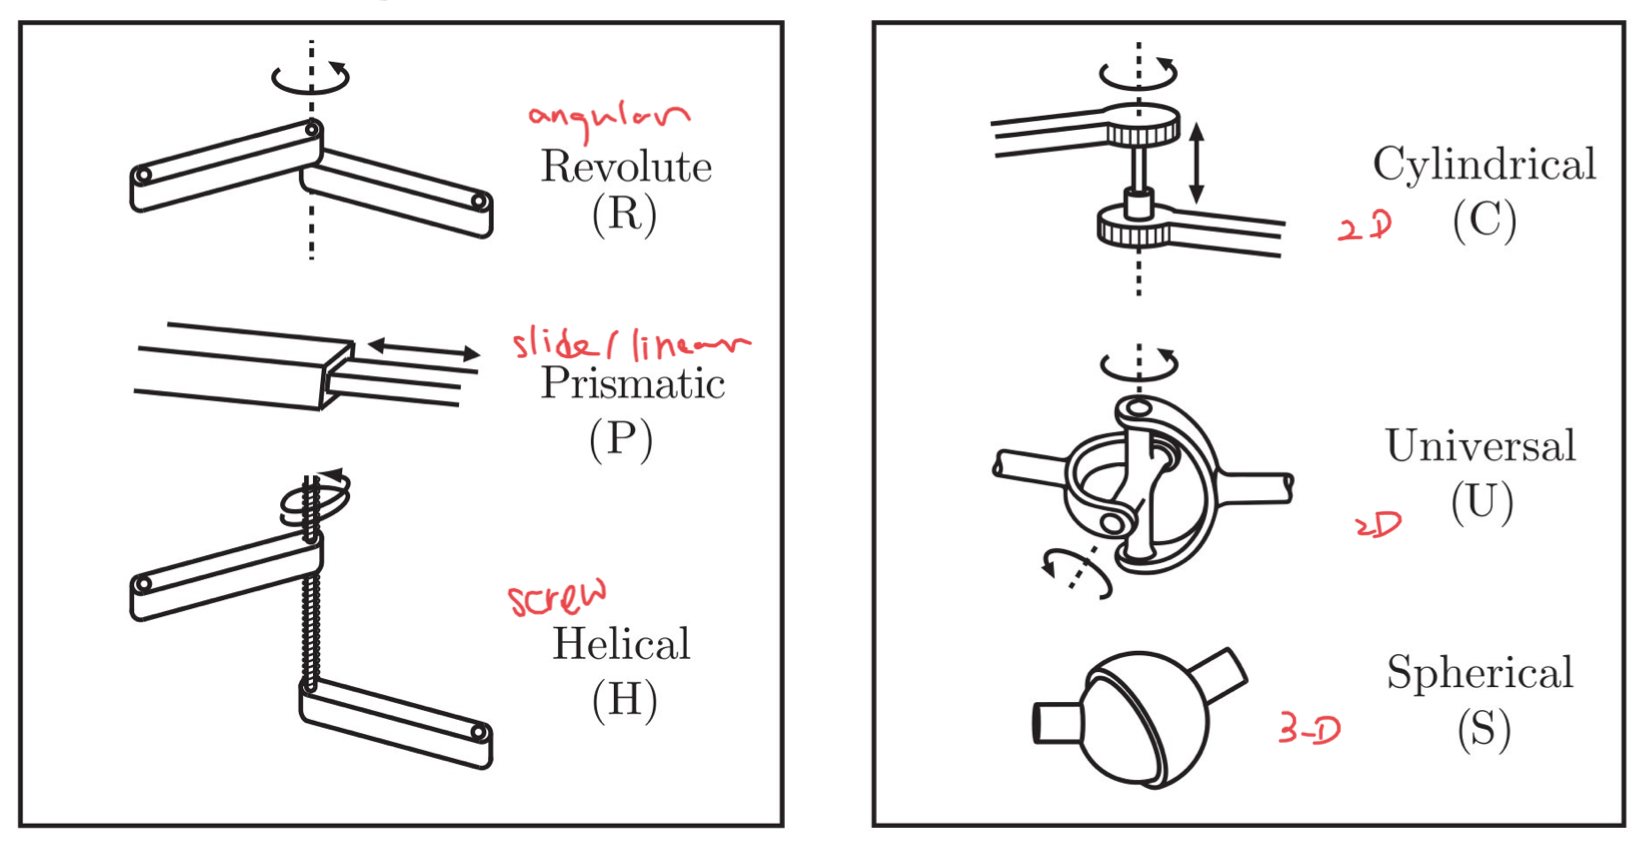 angular
Revolute
(R)
slider/linear
Prismatic
(P)
screw
Helical
(H)
Cylindrical
2D
(C)
Universal
(U)
2D
Spherical
3-D
(S)